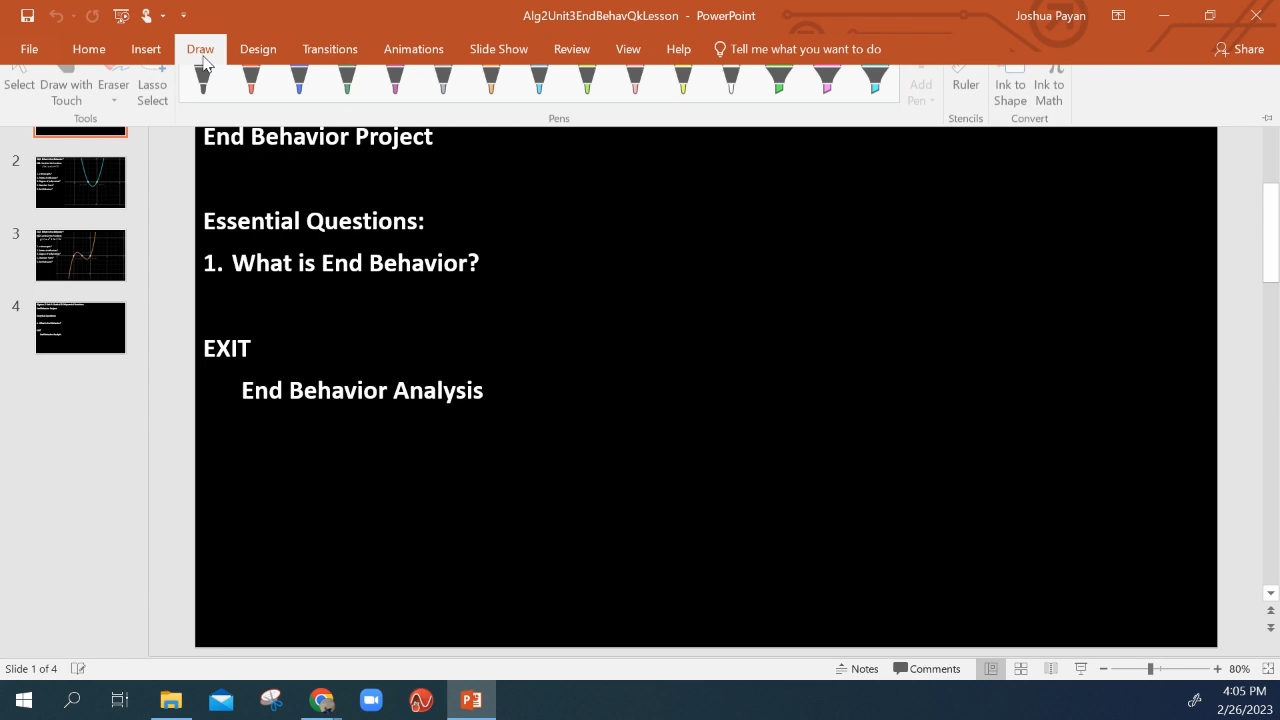 Alg2Unit3EndBehavQkLesson - PowerPoint
Joshua Payan
File Home Insert Draw Design Transitions Animations Slide Show Review View Help Tell me what you want to do Share
Select Draw with Touch Eraser Lasso Select Add Pen Ruler Ink to Shape Ink to Math
Tools Pens Stencils Convert
End Behavior Project
2
Essential Questions:
3
1. What is End Behavior?
4
EXIT
End Behavior Analysis
Slide 1 of 4 Notes Comments 80%
4:05 PM
2/26/2023